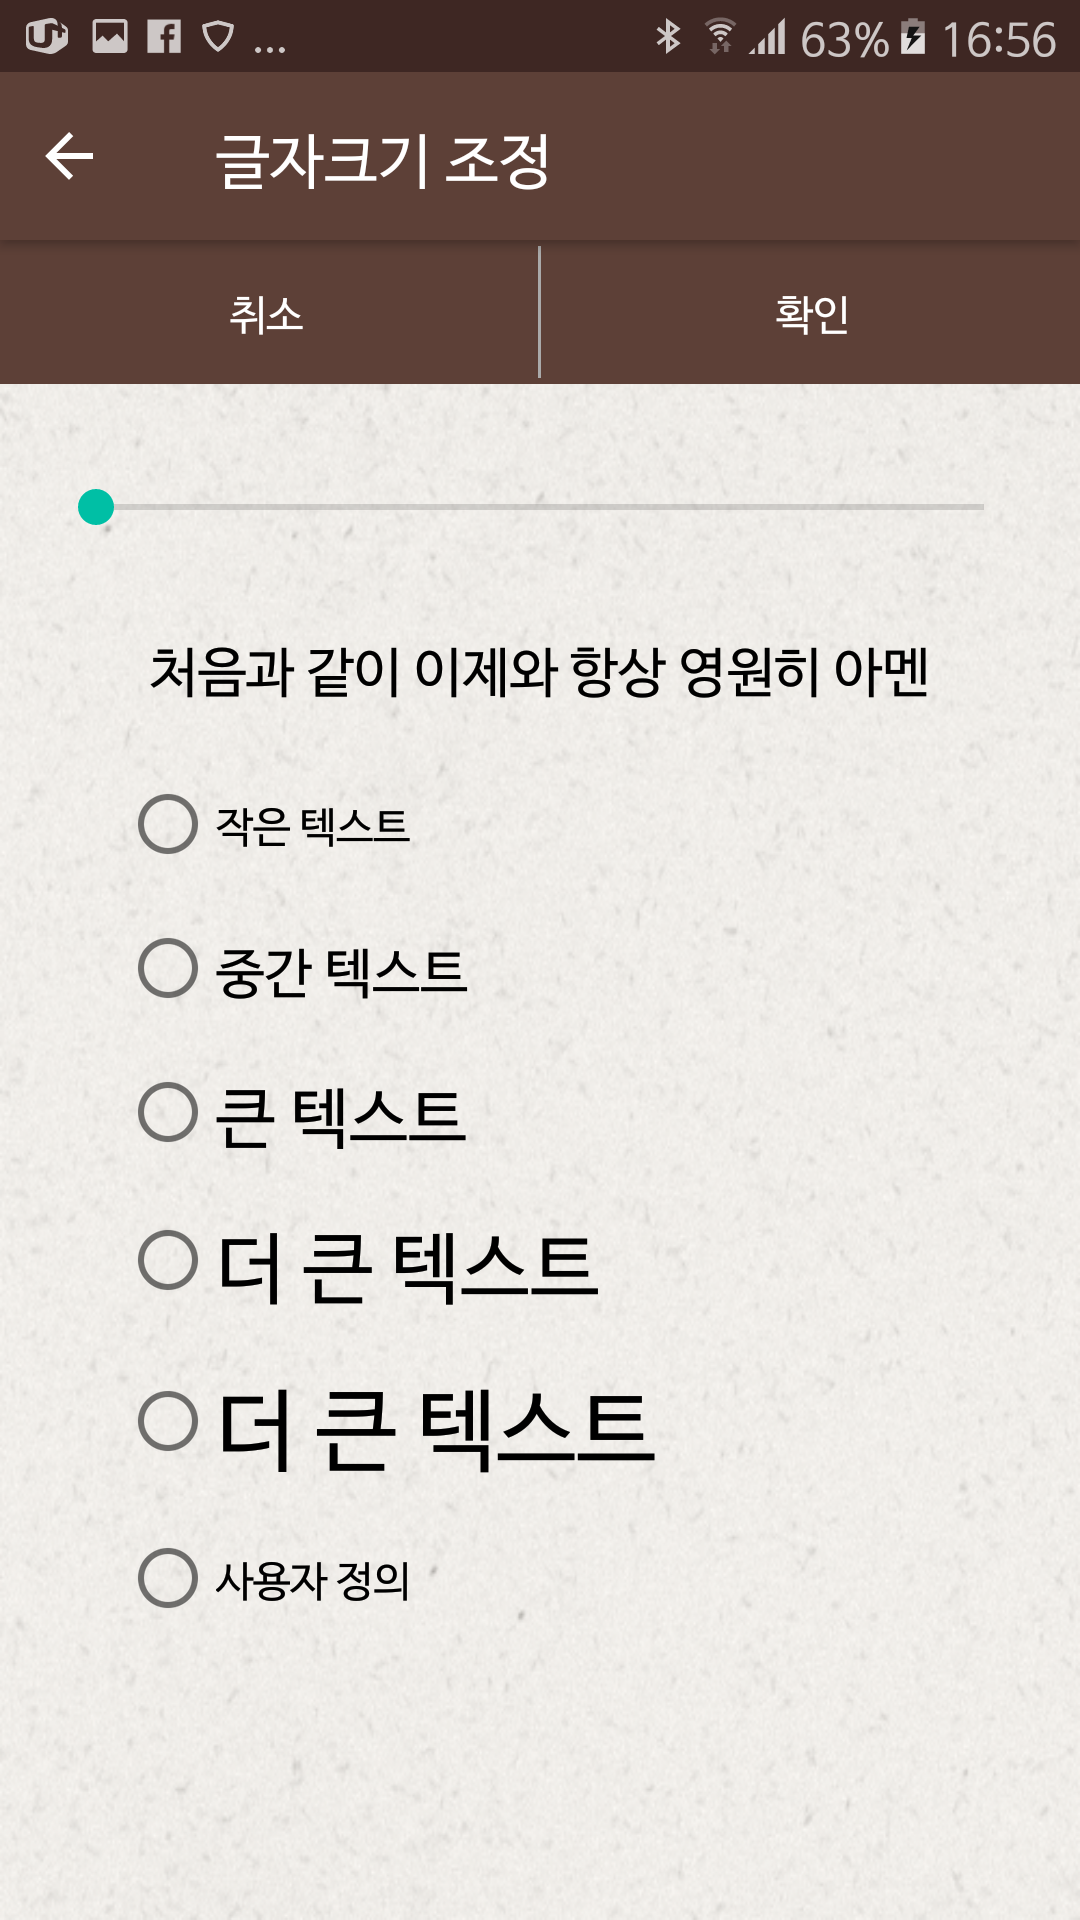 U+ ... 63% 16:56
글자크기 조정
취소 확인
처음과 같이 이제와 항상 영원히 아멘
작은 텍스트
중간 텍스트
큰 텍스트
더 큰 텍스트
더 큰 텍스트
사용자 정의